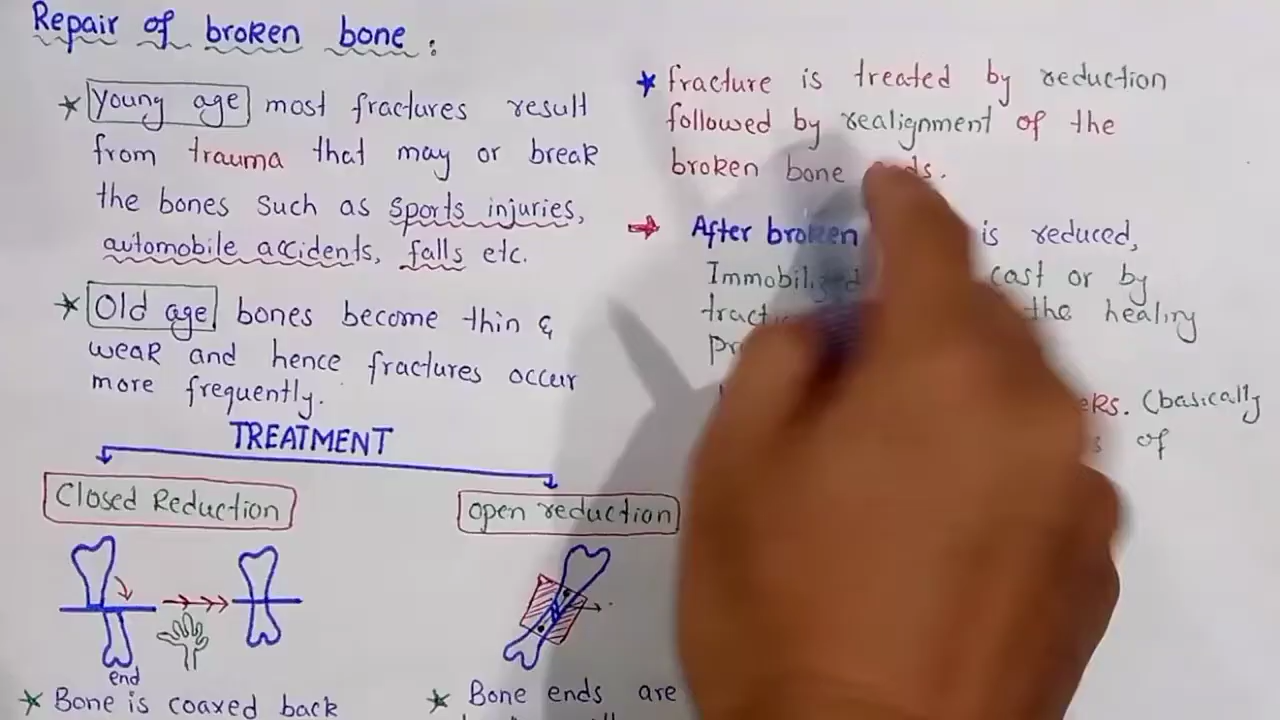 Repair of broken bone :
Young age most fractures result
from trauma that may or break
the bones such as sports injuries,
automobile accidents, falls etc.
Old age bones become thin &
weak and hence fractures occur
more frequently.
TREATMENT
Closed Reduction
end
Bone is coaxed back
open reduction
Bone ends are
fracture is treated by reduction
followed by realignment of the
broken bone ends.
After broken is reduced,
Immobilized cast or by
the healing
(basically
of